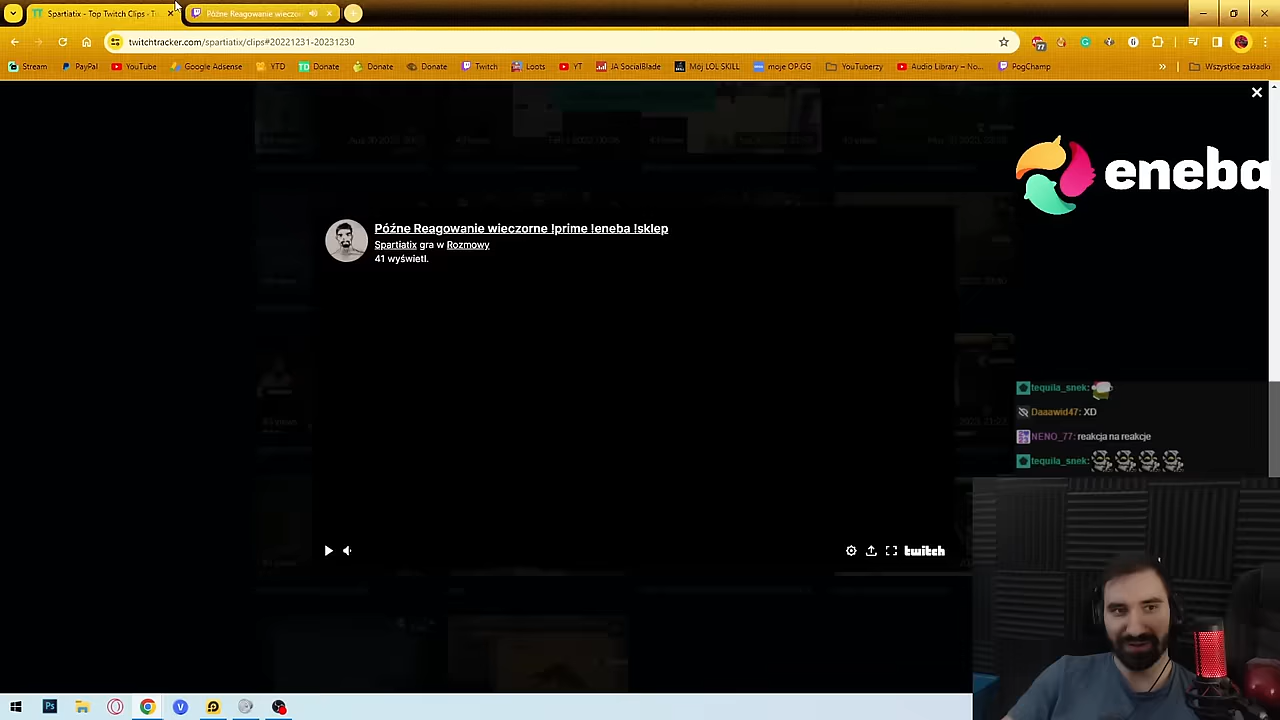 Spartiatix - Top Twitch Clips - T
Późne Reagowanie wieczor
twitchtracker.com/spartiatix/clips#20221231-20231230
77
Stream
PayPal
YouTube
Google Adsense
YTD
Donate
Donate
Donate
Twitch
Loots
YT
JA SocialBlade
Mój LOL SKILL
moje OP.GG
YouTuberzy
Audio Library – No...
PogChamp
»
Wszystkie zakładki
eneba
Późne Reagowanie wieczorne !prime !eneba !sklep
Spartiatix gra w Rozmowy
41 wyświetl.
tequila_snek:
Daaawid47: XD
NENO_77: reakcja na reakcje
tequila_snek:
twitch
Ps